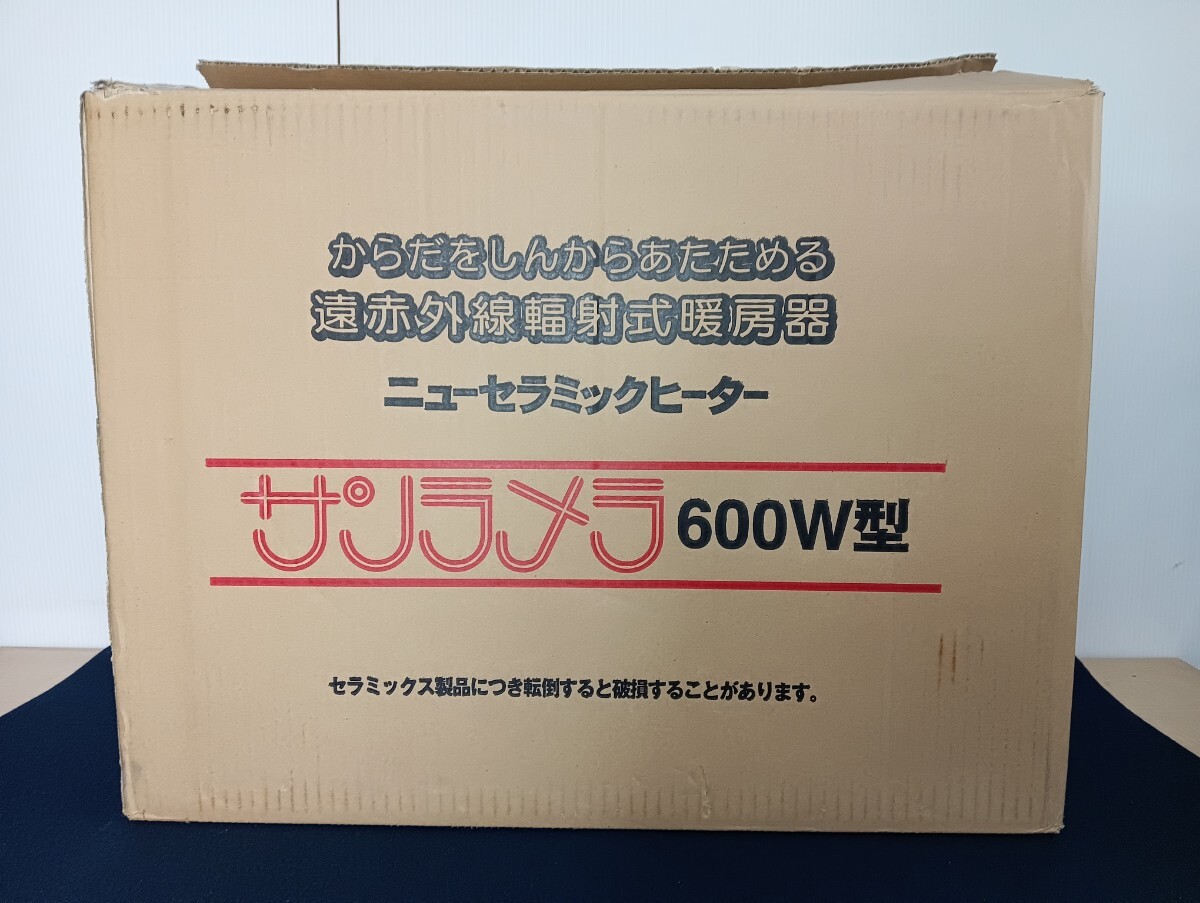 からだをしんからあたためる
遠赤外線輻射式暖房器
ニューセラミックヒーター
サンラメラ 600W型
セラミックス製品につき転倒すると破損することがあります。